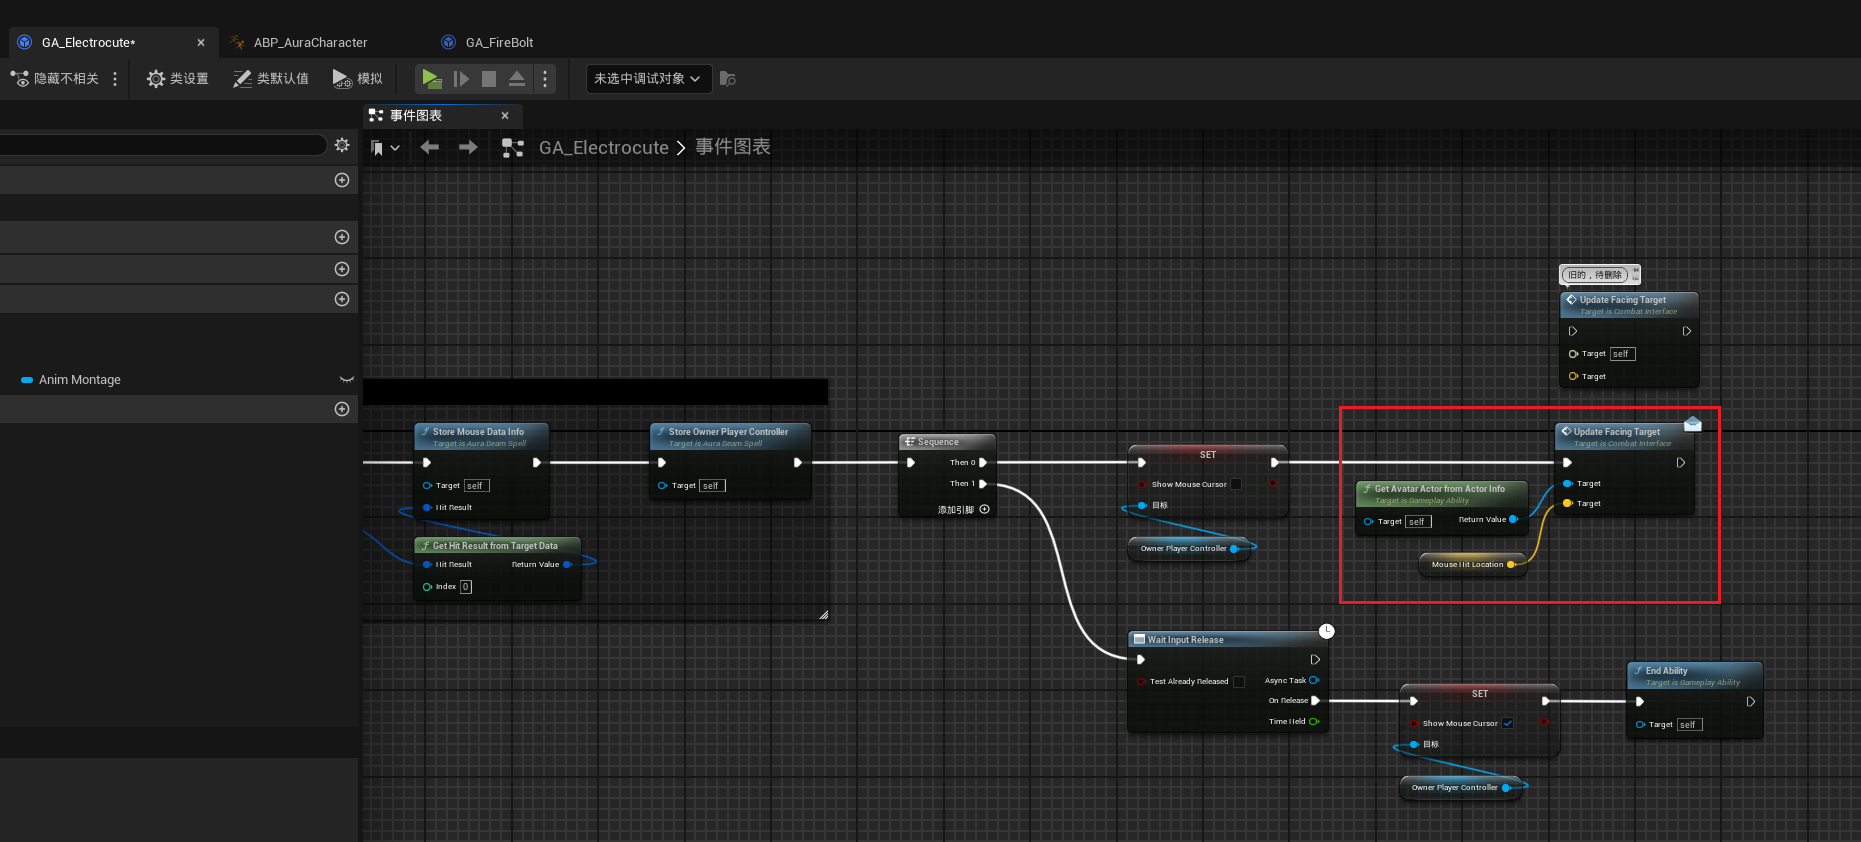 GA_Electrocute*
ABP_AuraCharacter
GA_FireBolt
隐藏不相关
类设置
类默认值
模拟
未选中调试对象
事件图表
GA_Electrocute > 事件图表
Anim Montage
旧的，待删除
Update Facing Target
Target is Combat Interface
Target self
Target
Store Mouse Data Info
Target is Aura Beam Spell
Target self
Hit Result
Get Hit Result from Target Data
Hit Result
Return Value
Index 0
Store Owner Player Controller
Target is Aura Beam Spell
Target self
Sequence
Then 0
Then 1
添加引脚
SET
Show Mouse Cursor
目标
Owner Player Controller
Get Avatar Actor from Actor Info
Target is Gameplay Ability
Target self
Return Value
Mouse Hit Location
Update Facing Target
Target is Combat Interface
Target
Target
Wait Input Release
Test Already Released
Async Task
On Release
Time Held
SET
Show Mouse Cursor
目标
Owner Player Controller
End Ability
Target is Gameplay Ability
Target self